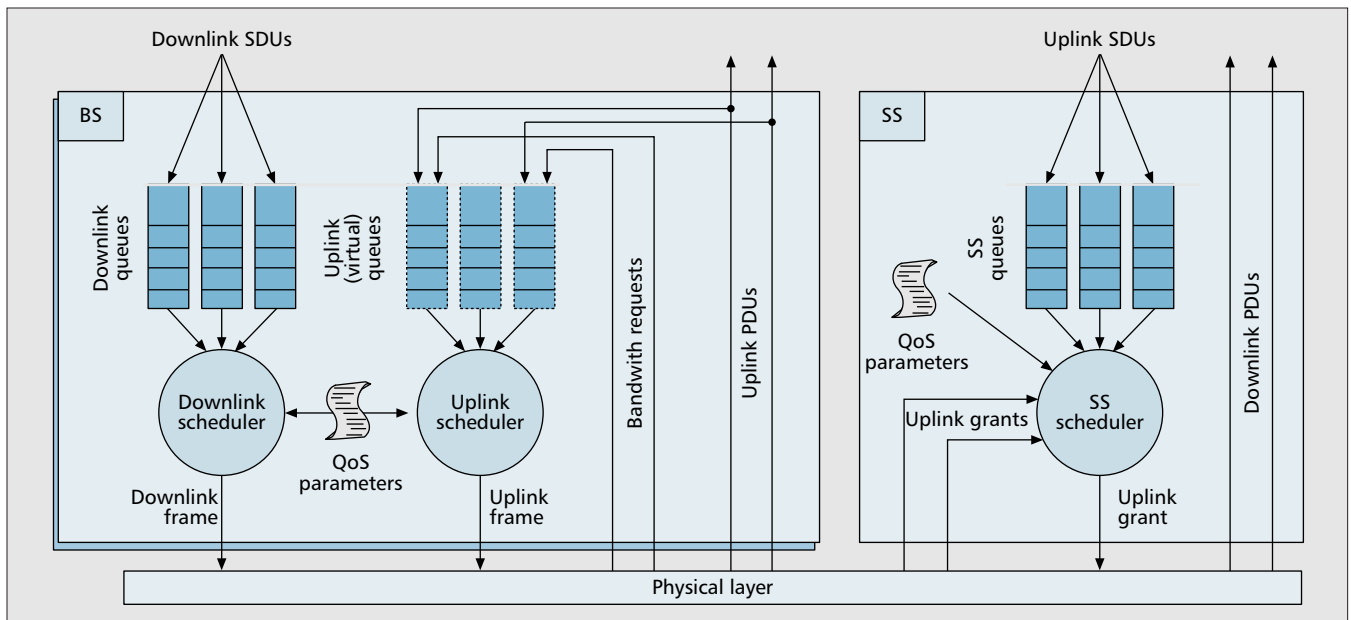 Downlink SDUs
Uplink SDUs
BS
SS
Downlink
queues
Uplink
(virtual)
queues
Bandwith requests
Uplink PDUs
SS
queues
QoS
parameters
Downlink PDUs
Downlink
scheduler
Uplink
scheduler
QoS
parameters
Uplink grants
SS
scheduler
Downlink
frame
Uplink
frame
Uplink
grant
Physical layer